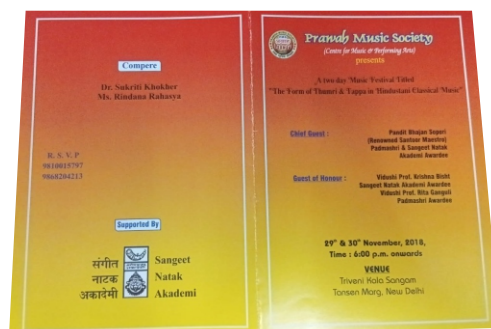 Compere
Dr. Sukriti Khokher
Ms. Rindana Rahasya
R. S. V. P
9810019797
9868204213
Supported By
संगीत
नाटक
अकादेमी
Sangeet
Natak
Akademi
Prawah Music Society
(Centre for Music & Performing Arts)
presents
A two day Music Festival Titled
"The Form of Thumri & Tappa in Hindustani Classical Music"
Chief Guest :
Pandit Bhajan Sopori
(Renowned Santoor Maestro)
Padmashri & Sangeet Natak
Akademi Awardee
Guest of Honour :
Vidushi Prof. Krishna Bisht
Sangeet Natak Akademi Awardee
Vidushi Prof. Rita Ganguli
Padmashri Awardee
29th & 30th November, 2018,
Time : 6:00 p.m. onwards
VENUE
Triveni Kala Sangam
Tansen Marg, New Delhi